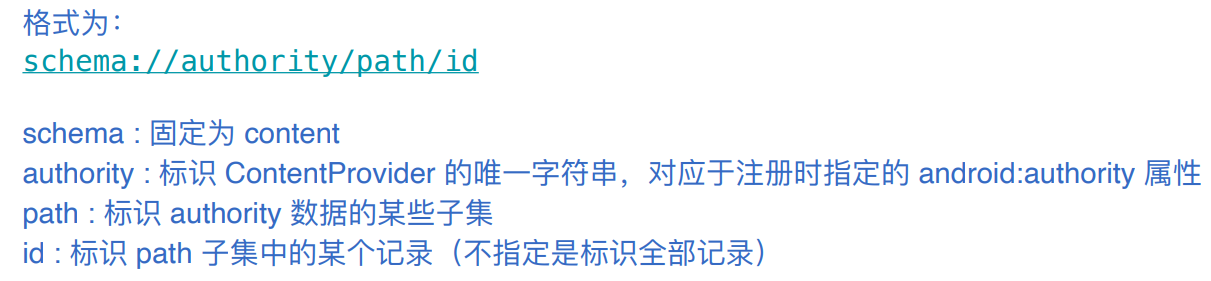 格式为：
schema://authority/path/id
schema : 固定为 content
authority : 标识 ContentProvider 的唯一字符串，对应于注册时指定的 android:authority 属性
path : 标识 authority 数据的某些子集
id : 标识 path 子集中的某个记录（不指定是标识全部记录）